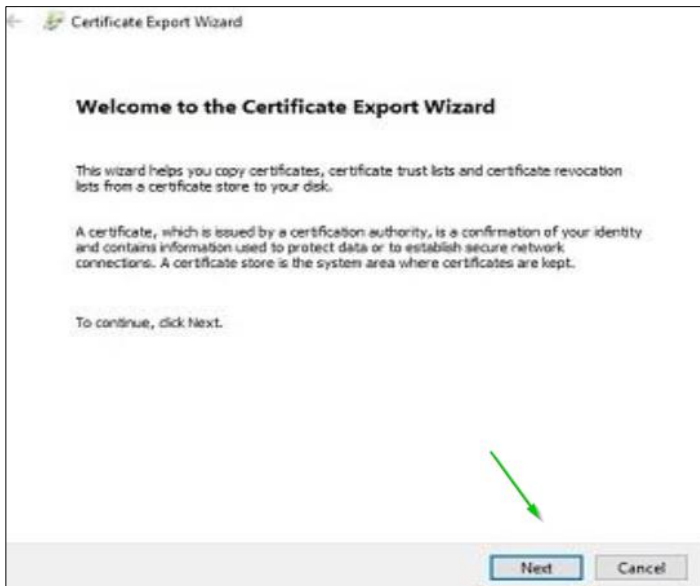 Certificate Export Wizard
Welcome to the Certificate Export Wizard
This wizard helps you copy certificates, certificate trust lists and certificate revocation
lists from a certificate store to your disk.
A certificate, which is issued by a certification authority, is a confirmation of your identity
and contains information used to protect data or to establish secure network
connections. A certificate store is the system area where certificates are kept.
To continue, click Next.
Next Cancel